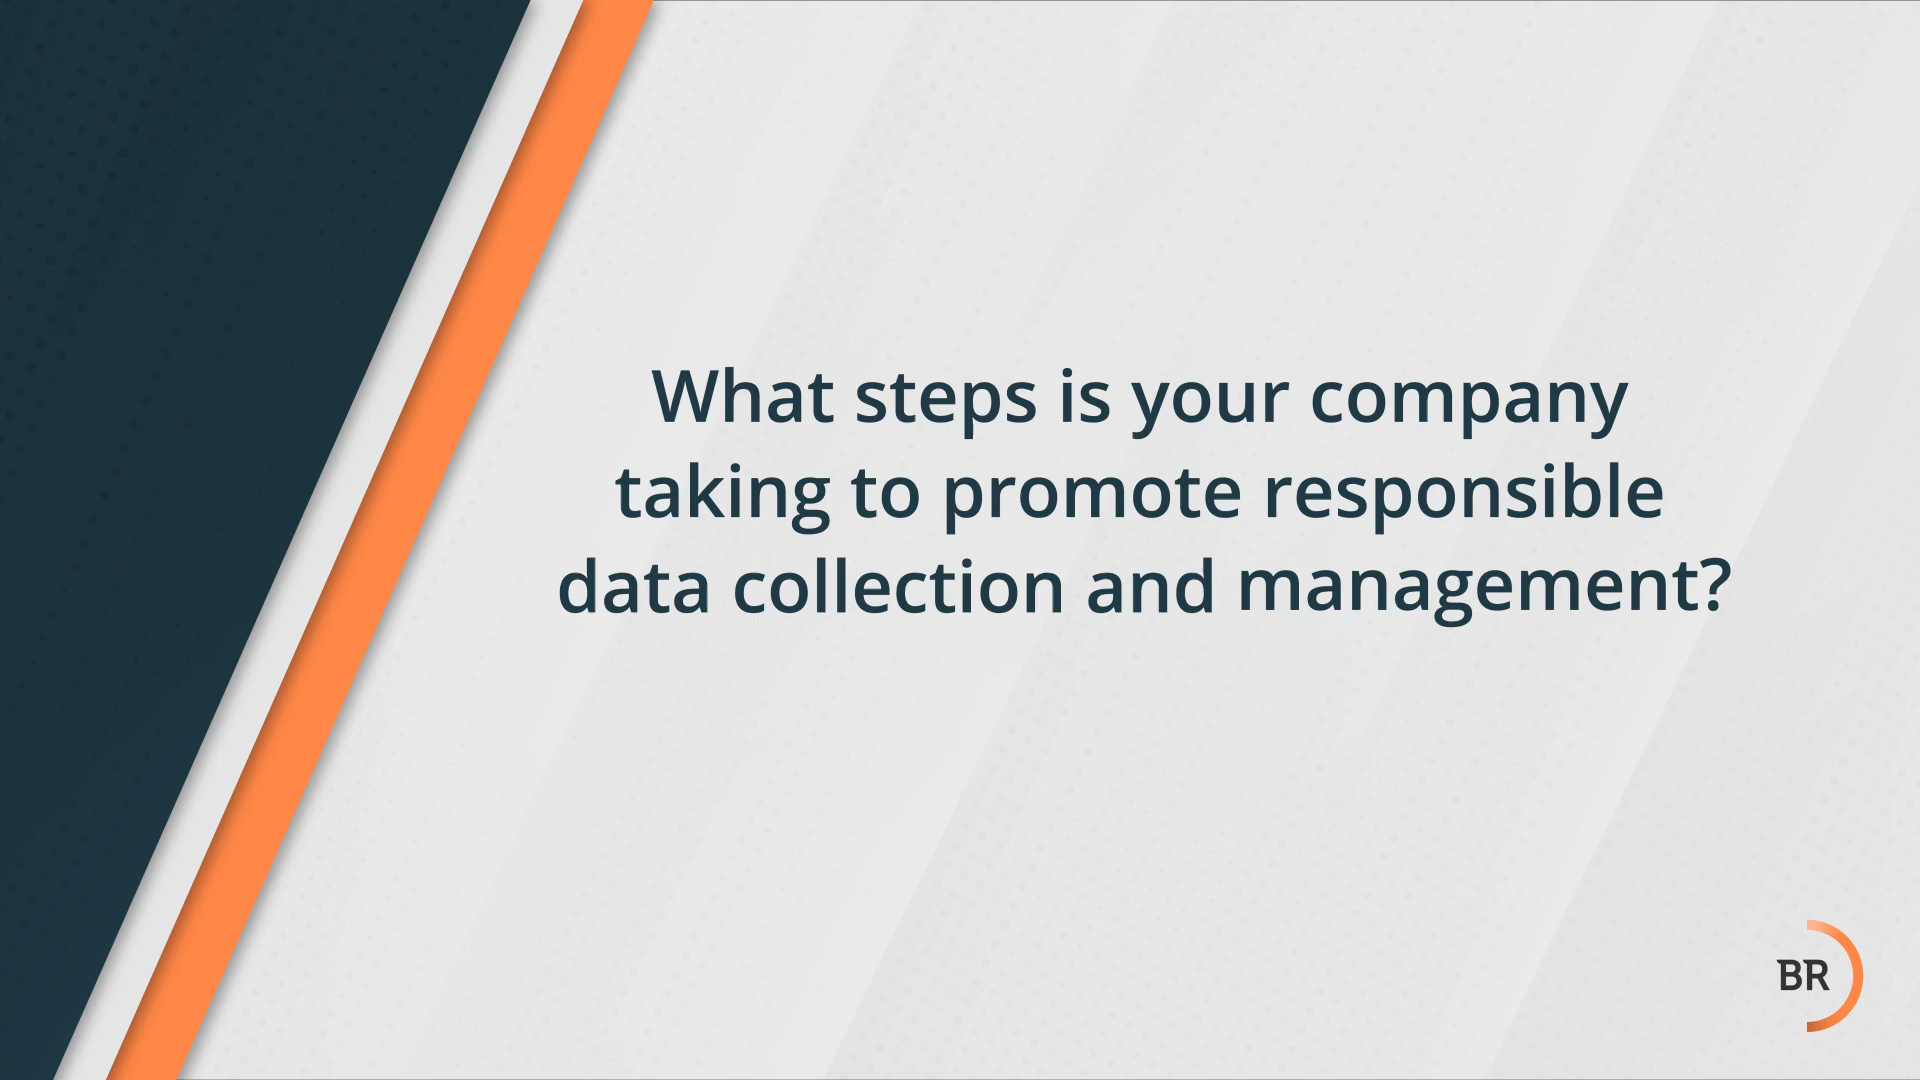 What steps is your company
taking to promote responsible
data collection and management?
BR